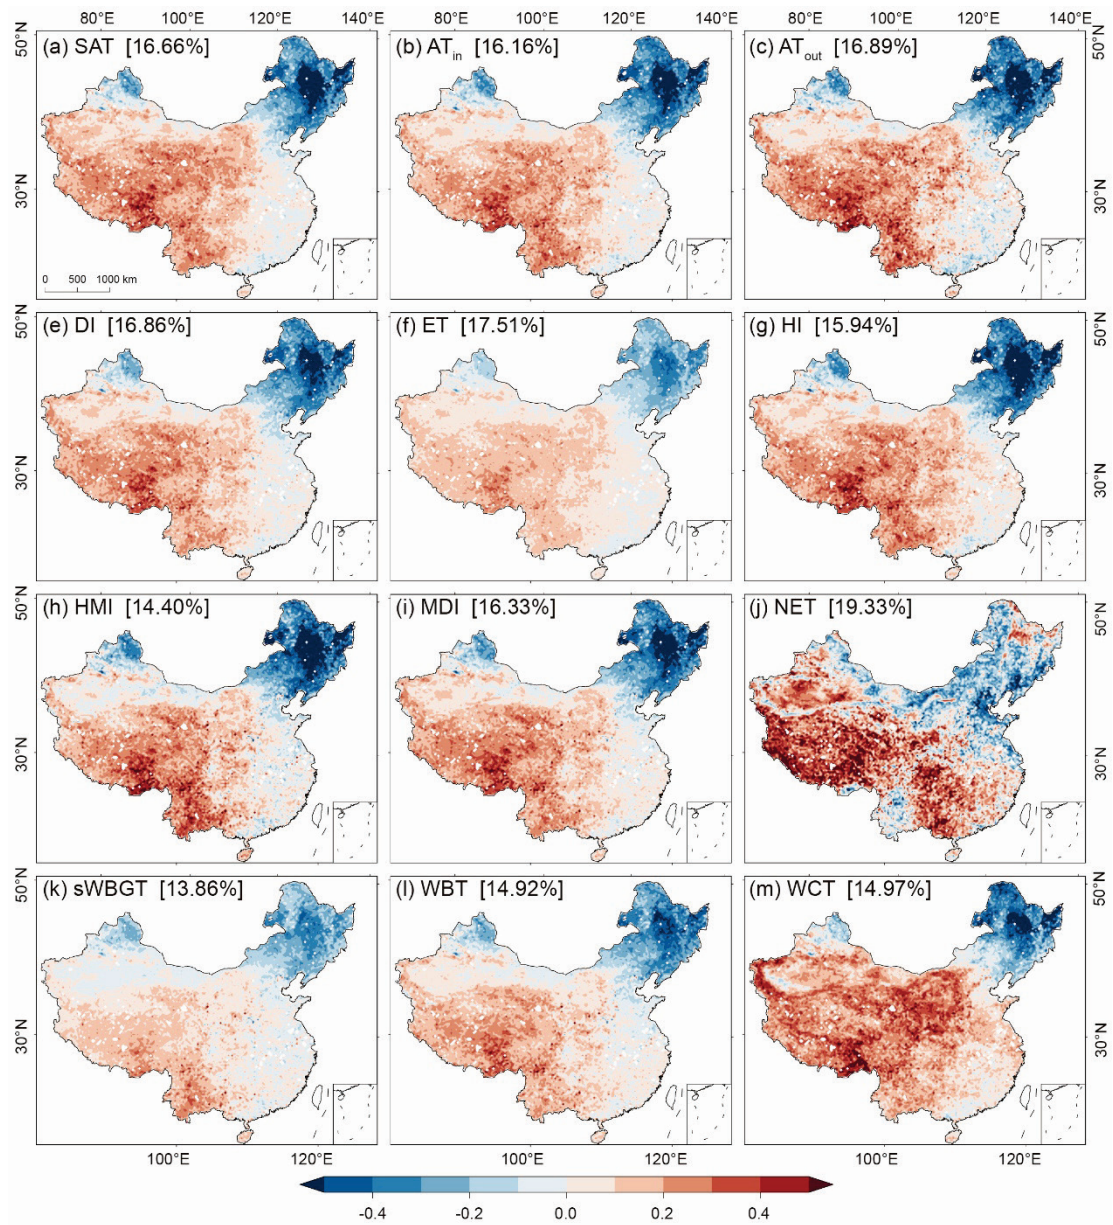 80°E 100°E 120°E 80°E 100°E 120°E 80°E 100°E 120°E 140°E
50°N (a) SAT [16.66%] (b) ATin [16.16%] (c) ATout [16.89%] 50°N
30°N 30°N
0 500 1000 km
50°N (e) DI [16.86%] (f) ET [17.51%] (g) HI [15.94%] 50°N
30°N 30°N
50°N (h) HMI [14.40%] (i) MDI [16.33%] (j) NET [19.33%] 50°N
30°N 30°N
50°N (k) sWBGT [13.86%] (l) WBT [14.92%] (m) WCT [14.97%] 50°N
30°N 30°N
100°E 120°E 100°E 120°E 100°E 120°E
-0.4 -0.2 0.0 0.2 0.4